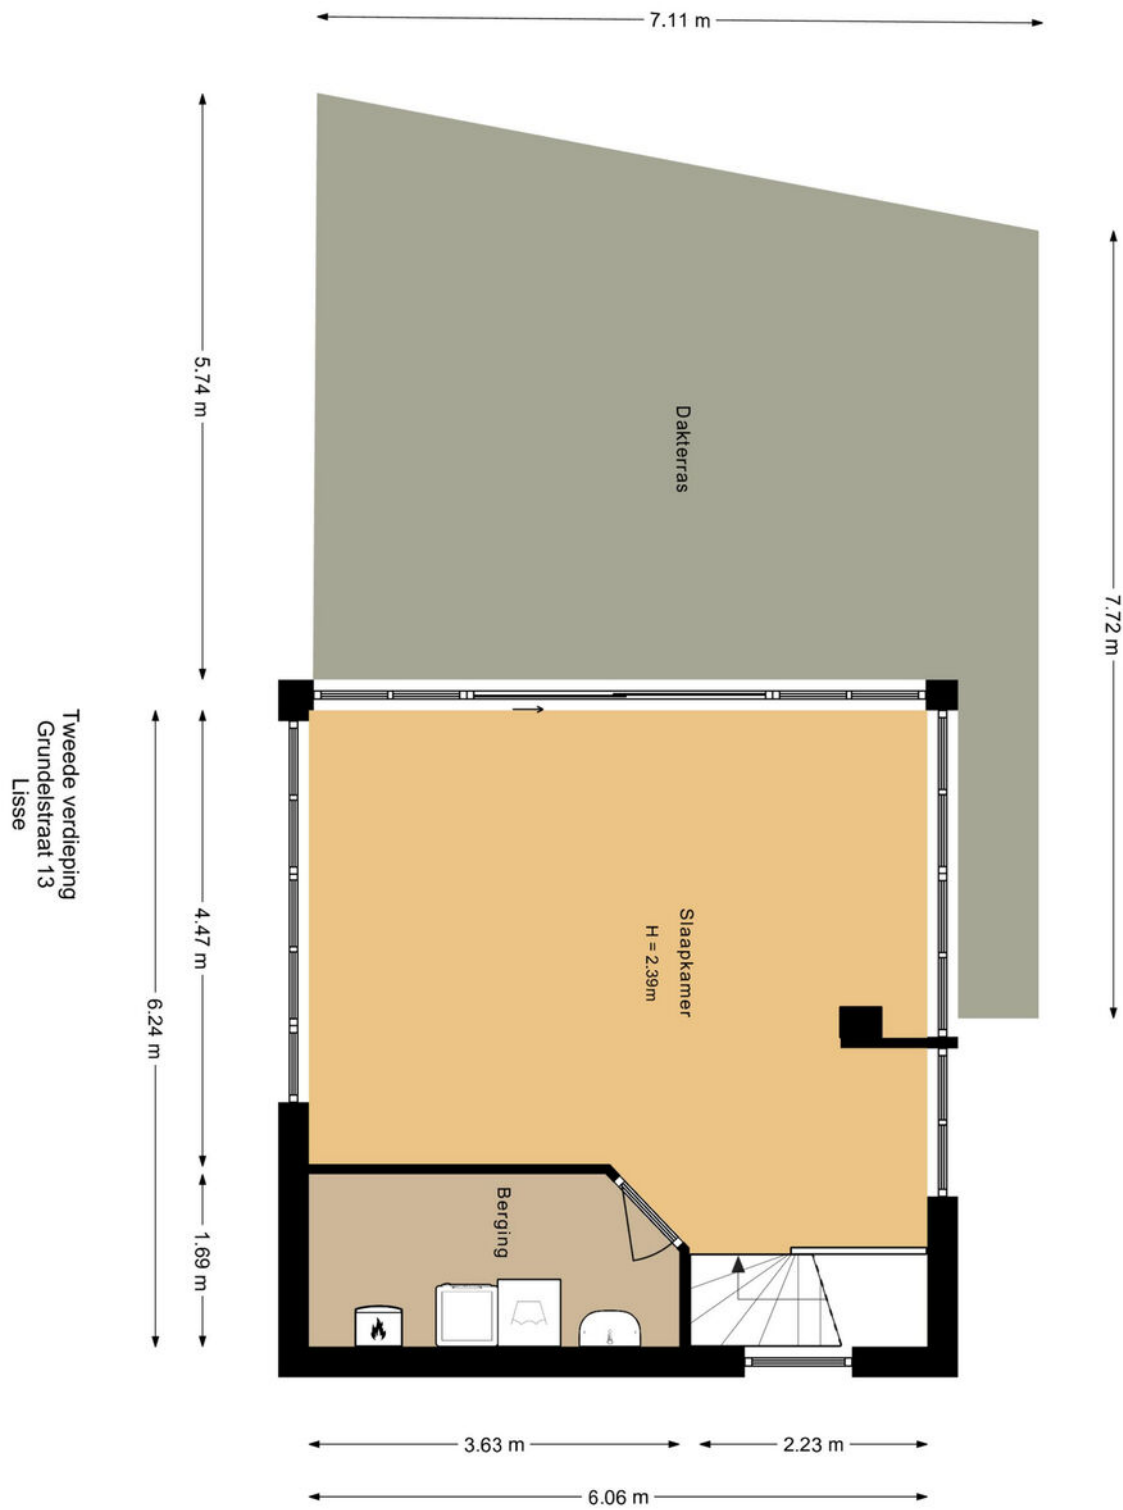 7.11 m
5.74 m
7.72 m
Dakterras
Slaapkamer
H = 2.39m
4.47 m
6.24 m
1.69 m
Berging
3.63 m
2.23 m
6.06 m
Tweede verdieping
Grundelstraat 13
Lisse